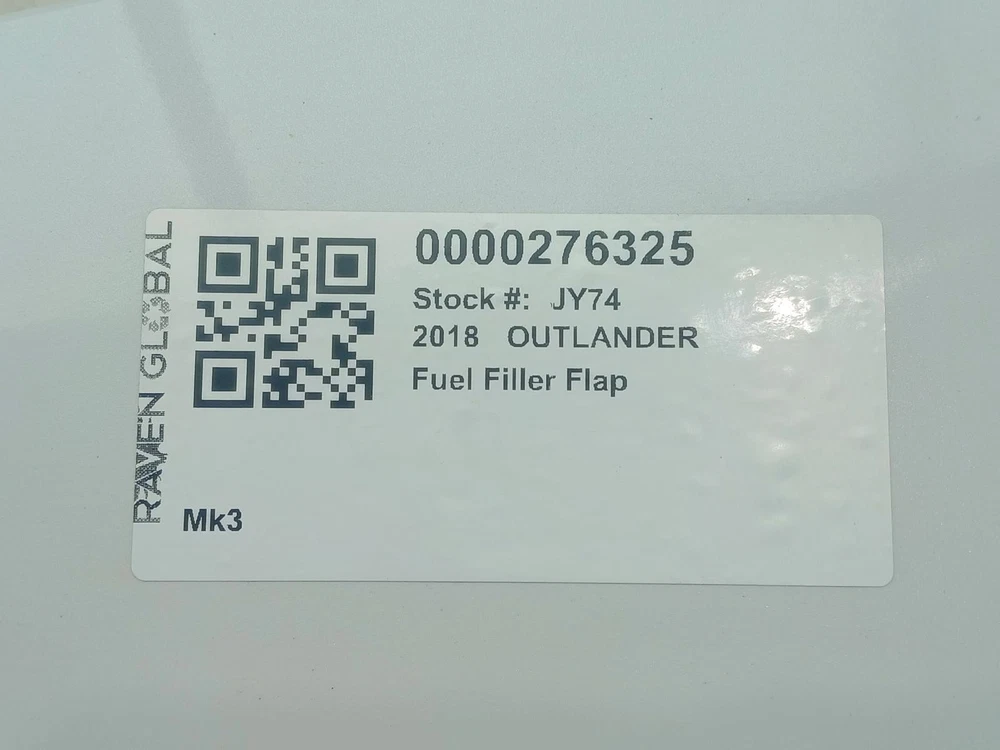 RAVEN GLOBAL
0000276325
Stock #: JY74
2018 OUTLANDER
Fuel Filler Flap
Mk3